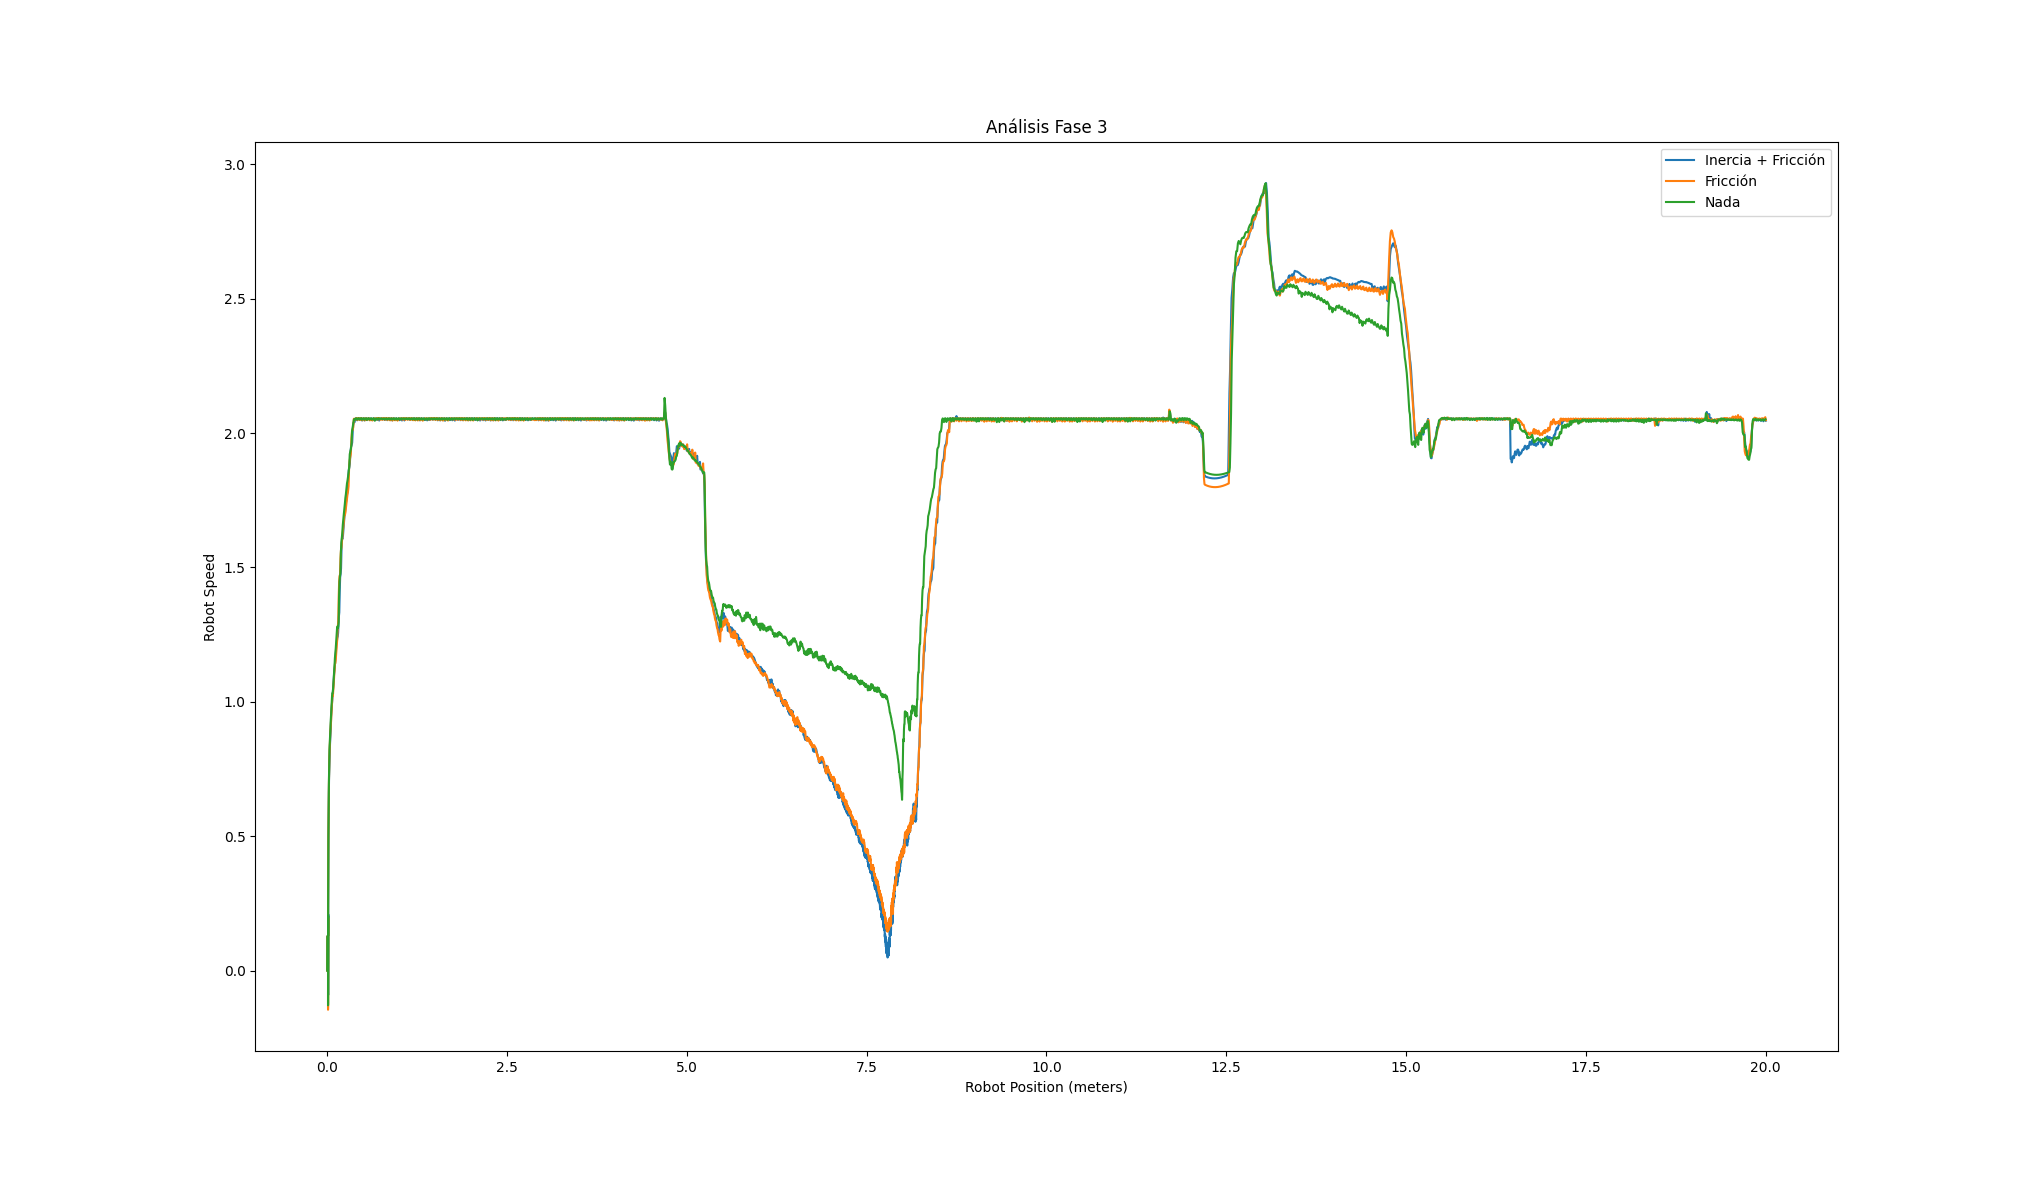 Análisis Fase 3
Inercia + Fricción
Fricción
Nada
Robot Speed
3.0
2.5
2.0
1.5
1.0
0.5
0.0
0.0 2.5 5.0 7.5 10.0 12.5 15.0 17.5 20.0
Robot Position (meters)